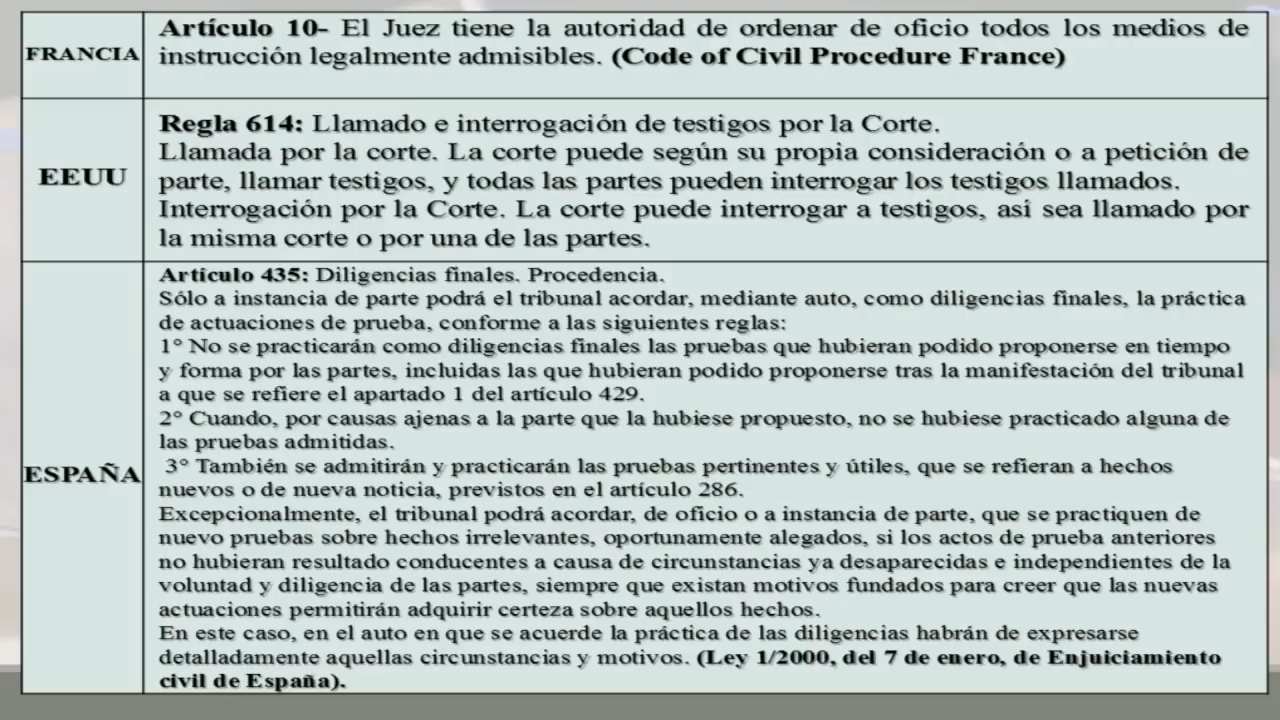 FRANCIA
Artículo 10- El Juez tiene la autoridad de ordenar de oficio todos los medios de
instrucción legalmente admisibles. (Code of Civil Procedure France)
EEUU
Regla 614: Llamado e interrogación de testigos por la Corte.
Llamada por la corte. La corte puede según su propia consideración o a petición de
parte, llamar testigos, y todas las partes pueden interrogar los testigos llamados.
Interrogación por la Corte. La corte puede interrogar a testigos, así sea llamado por
la misma corte o por una de las partes.
ESPAÑA
Artículo 435: Diligencias finales. Procedencia.
Sólo a instancia de parte podrá el tribunal acordar, mediante auto, como diligencias finales, la práctica
de actuaciones de prueba, conforme a las siguientes reglas:
1° No se practicarán como diligencias finales las pruebas que hubieran podido proponerse en tiempo
y forma por las partes, incluidas las que hubieran podido proponerse tras la manifestación del tribunal
a que se refiere el apartado 1 del artículo 429.
2° Cuando, por causas ajenas a la parte que la hubiese propuesto, no se hubiese practicado alguna de
las pruebas admitidas.
3° También se admitirán y practicarán las pruebas pertinentes y útiles, que se refieran a hechos
nuevos o de nueva noticia, previstos en el artículo 286.
Excepcionalmente, el tribunal podrá acordar, de oficio o a instancia de parte, que se practiquen de
nuevo pruebas sobre hechos irrelevantes, oportunamente alegados, si los actos de prueba anteriores
no hubieran resultado conducentes a causa de circunstancias ya desaparecidas e independientes de la
voluntad y diligencia de las partes, siempre que existan motivos fundados para creer que las nuevas
actuaciones permitirán adquirir certeza sobre aquellos hechos.
En este caso, en el auto en que se acuerde la práctica de las diligencias habrán de expresarse
detalladamente aquellas circunstancias y motivos. (Ley 1/2000, del 7 de enero, de Enjuiciamiento
civil de España).